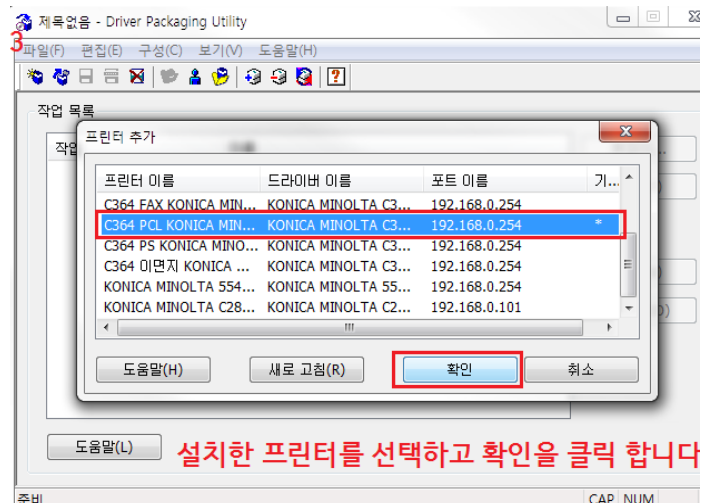 제목없음 - Driver Packaging Utility
3
파일(F) 편집(E) 구성(C) 보기(V) 도움말(H)
작업 목록
작업
프린터 추가
프린터 이름 드라이버 이름 포트 이름 기...
C364 FAX KONICA MIN... KONICA MINOLTA C3... 192.168.0.254
C364 PCL KONICA MIN... KONICA MINOLTA C3... 192.168.0.254 *
C364 PS KONICA MINO... KONICA MINOLTA C3... 192.168.0.254
C364 이면지 KONICA ... KONICA MINOLTA C3... 192.168.0.254
KONICA MINOLTA 554... KONICA MINOLTA 55... 192.168.0.254
KONICA MINOLTA C28... KONICA MINOLTA C2... 192.168.0.101
도움말(H) 새로 고침(R) 확인 취소
도움말(L)
설치한 프린터를 선택하고 확인을 클릭 합니다
준비 CAP NUM